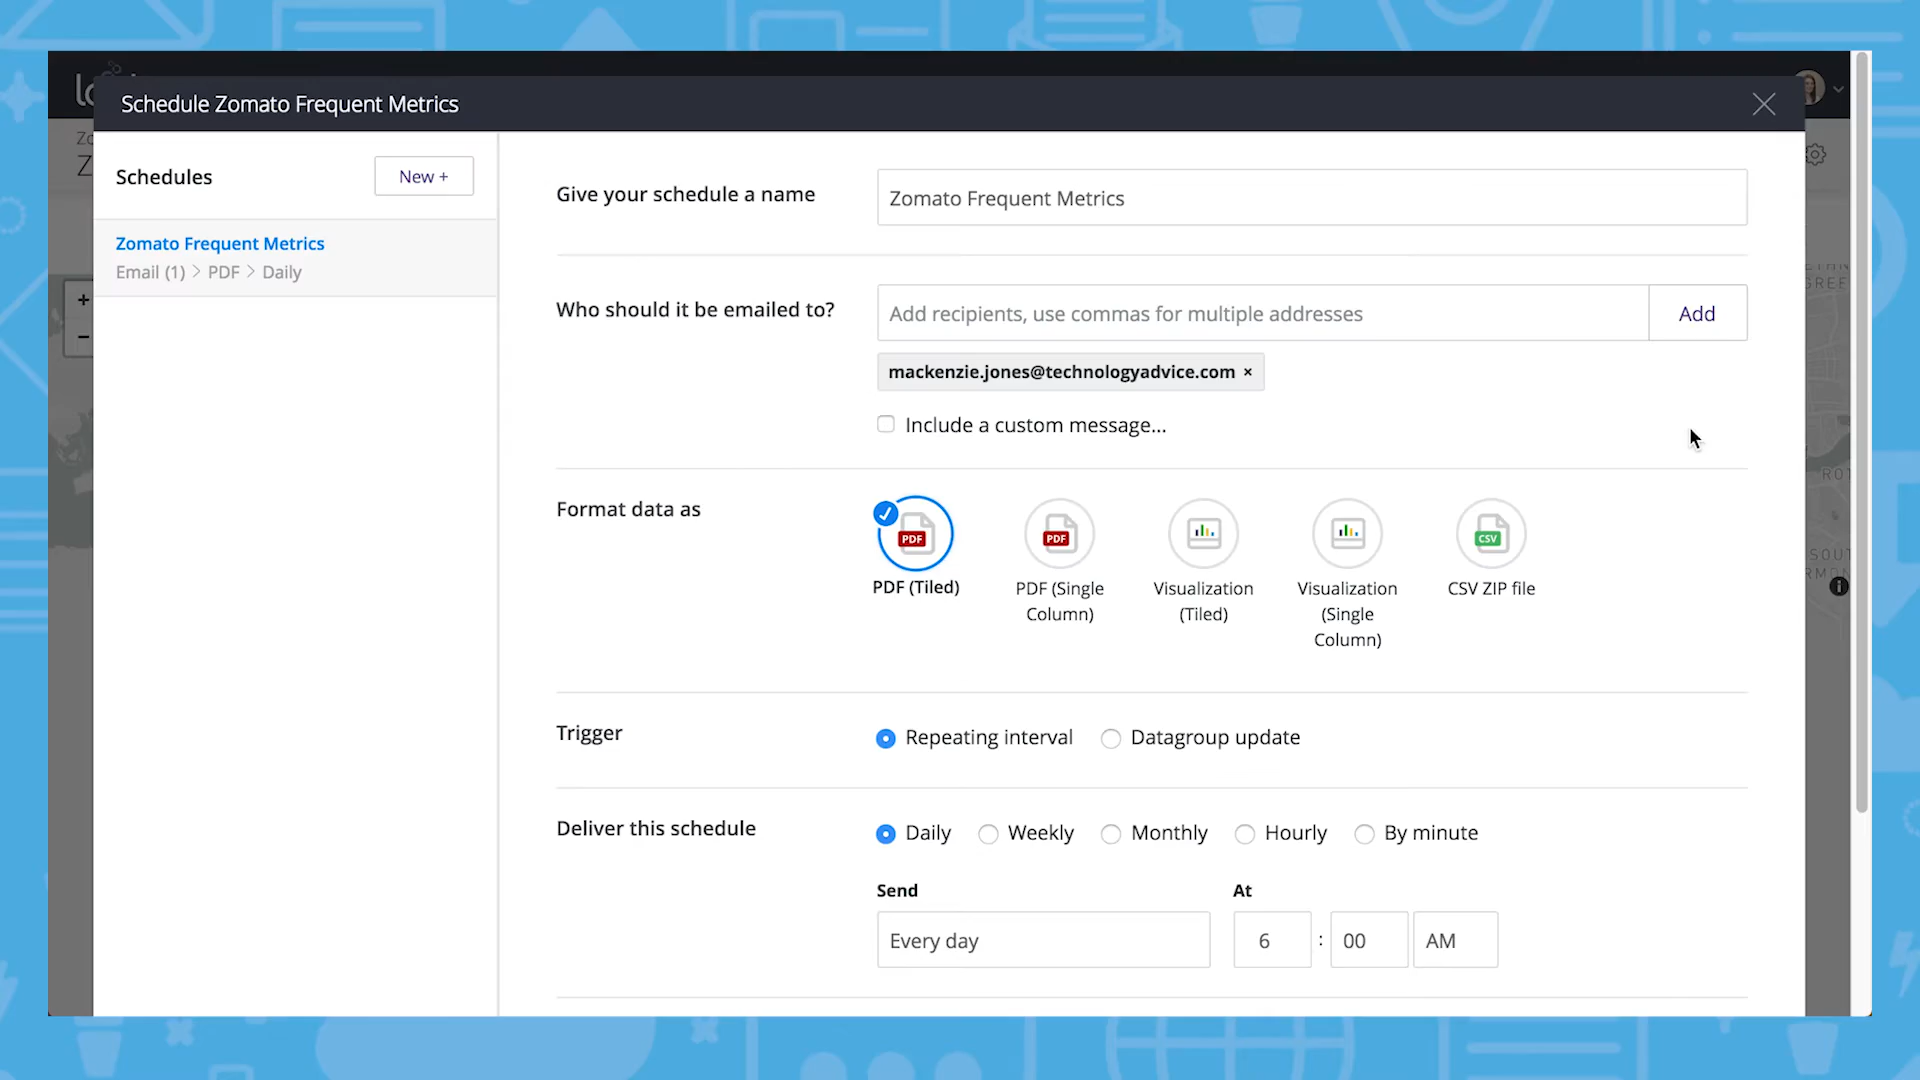 Schedule Zomato Frequent Metrics
Schedules
New +
Zomato Frequent Metrics
Email (1) > PDF > Daily
Give your schedule a name
Zomato Frequent Metrics
Who should it be emailed to?
Add recipients, use commas for multiple addresses
Add
mackenzie.jones@technologyadvice.com ×
Include a custom message...
Format data as
PDF
PDF
CSV
PDF (Tiled)
PDF (Single
Column)
Visualization
(Tiled)
Visualization
(Single
Column)
CSV ZIP file
Trigger
Repeating interval
Datagroup update
Deliver this schedule
Daily
Weekly
Monthly
Hourly
By minute
Send
At
Every day
6 : 00 AM